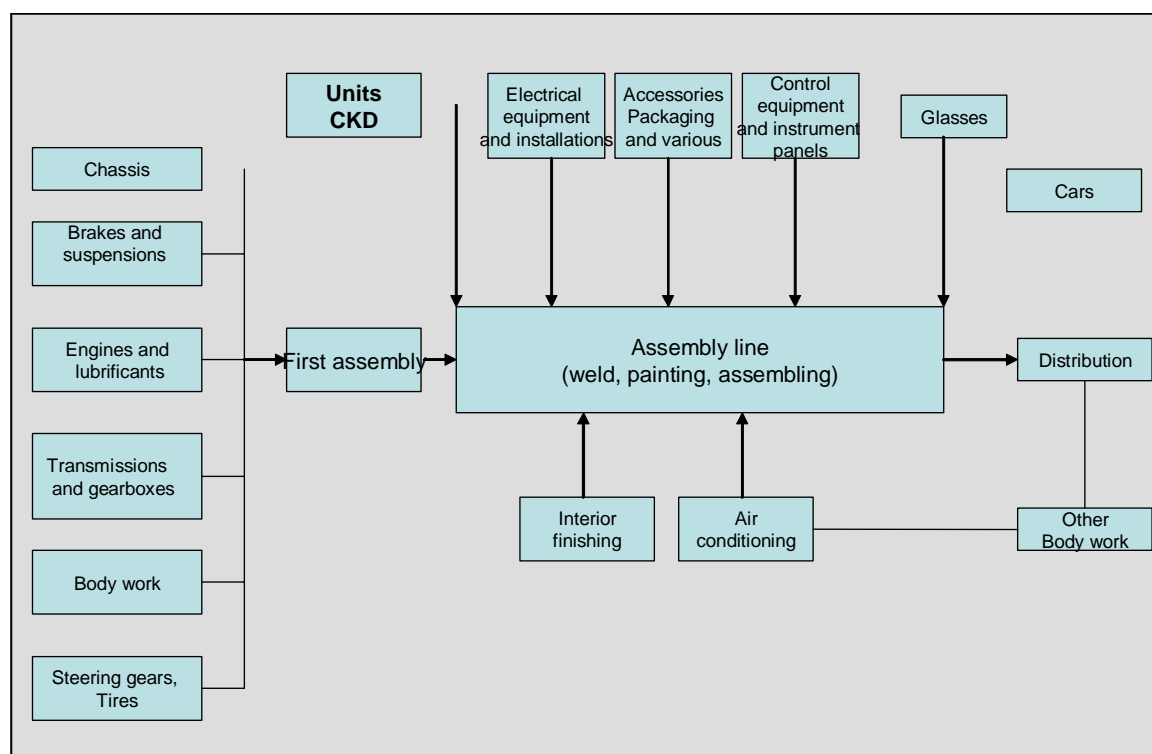 Units
CKD
Electrical
equipment
and installations
Accessories
Packaging
and various
Control
equipment
and instrument
panels
Glasses
Chassis
Cars
Brakes and
suspensions
Engines and
lubrificants
First assembly
Assembly line
(weld, painting, assembling)
Distribution
Transmissions
and gearboxes
Interior
finishing
Air
conditioning
Other
Body work
Body work
Steering gears,
Tires